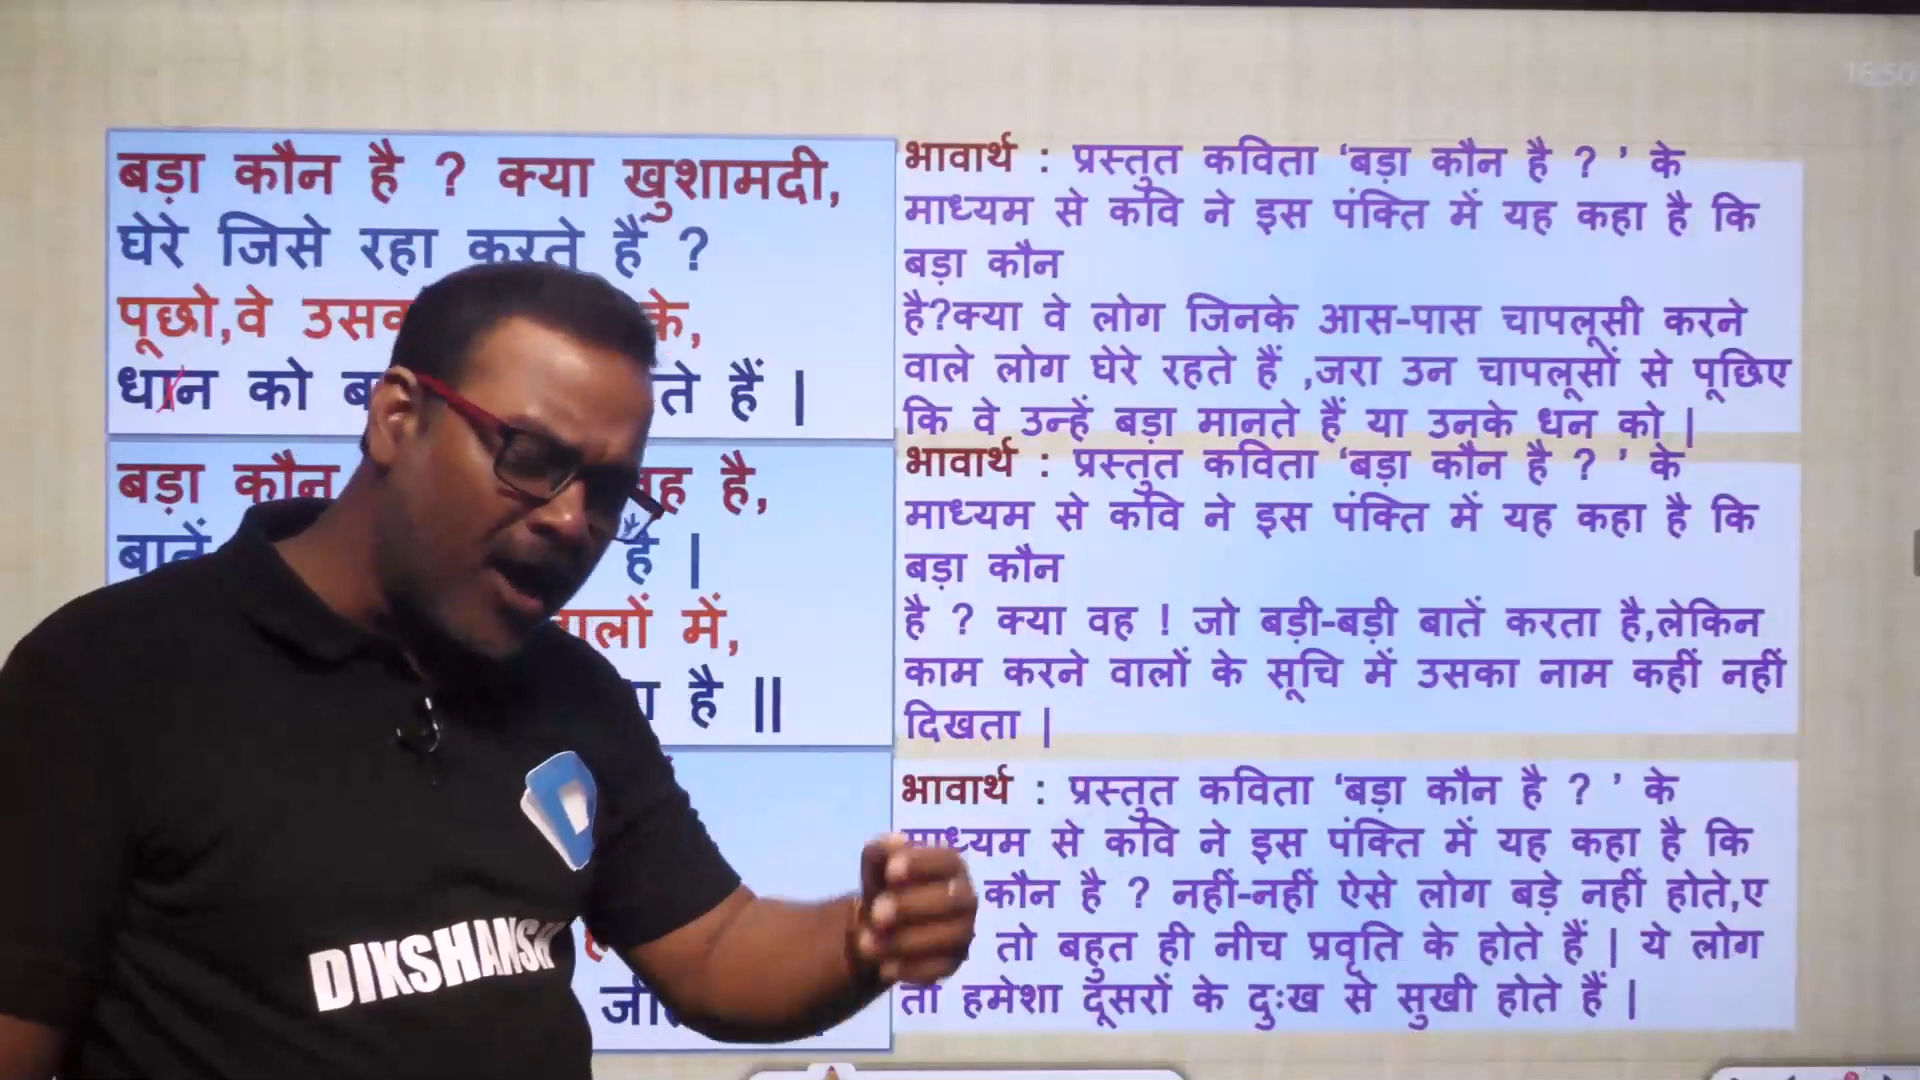 16:50
बड़ा कौन है ? क्या खुशामदी,
घेरे जिसे रहा करते हैं ?
पूछो,वे के,
धान को ते हैं |
बड़ा कौन है,
बातें है |
में,
है ||
भावार्थ : प्रस्तुत कविता ‘बड़ा कौन है ? ’ के
माध्यम से कवि ने इस पंक्ति में यह कहा है कि
बड़ा कौन
है?क्या वे लोग जिनके आस-पास चापलूसी करने
वाले लोग घेरे रहते हैं ,जरा उन चापलूसों से पूछिए
कि वे उन्हें बड़ा मानते हैं या उनके धन को |
भावार्थ : प्रस्तुत कविता ‘बड़ा कौन है ? ’ के
माध्यम से कवि ने इस पंक्ति में यह कहा है कि
बड़ा कौन
है ? क्या वह ! जो बड़ी-बड़ी बातें करता है,लेकिन
काम करने वालों के सूचि में उसका नाम कहीं नहीं
दिखता |
भावार्थ : प्रस्तुत कविता ‘बड़ा कौन है ? ’ के
माध्यम से कवि ने इस पंक्ति में यह कहा है कि
कौन है ? नहीं-नहीं ऐसे लोग बड़े नहीं होते,ए
तो बहुत ही नीच प्रवृति के होते हैं | ये लोग
तो हमेशा दूसरों के दुःख से सुखी होते हैं |
DIKSHANSH